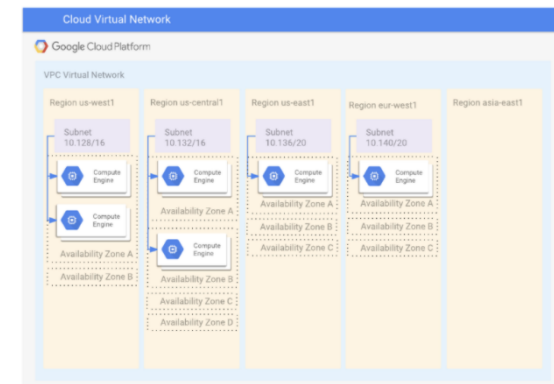 Cloud Virtual Network
Google Cloud Platform
VPC Virtual Network
Region us-west1
Subnet
10.128/16
Compute
Engine
Compute
Engine
Availability Zone A
Availability Zone B
Region us-central1
Subnet
10.132/16
Compute
Engine
Availability Zone A
Compute
Engine
Availability Zone B
Availability Zone C
Availability Zone D
Region us-east1
Subnet
10.136/20
Compute
Engine
Availability Zone A
Availability Zone B
Availability Zone C
Region eur-west1
Subnet
10.140/20
Compute
Engine
Availability Zone A
Availability Zone B
Availability Zone C
Region asia-east1